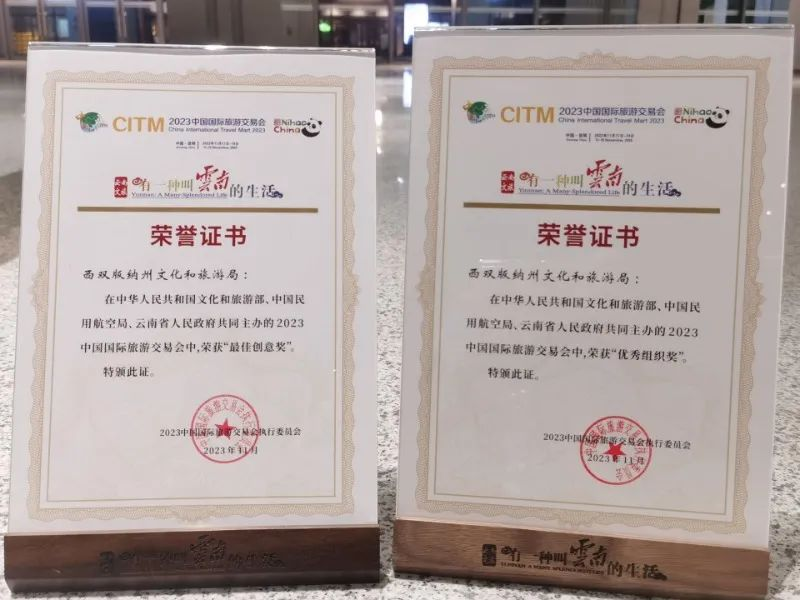 CITM 2023中国国际旅游交易会
China International Travel Mart 2023
Nihao
China
有一种叫雲南的生活
Yunnan: A Many-Splendored Life
荣誉证书
西双版纳州文化和旅游局：
在中华人民共和国文化和旅游部、中国民
用航空局、云南省人民政府共同主办的2023
中国国际旅游交易会中,荣获“最佳创意奖”。
特颁此证。
2023中国国际旅游交易会执行委员会
2023年11月
有一种叫雲南的生活
CITM 2023中国国际旅游交易会
China International Travel Mart 2023
Nihao
China
有一种叫雲南的生活
Yunnan: A Many-Splendored Life
荣誉证书
西双版纳州文化和旅游局：
在中华人民共和国文化和旅游部、中国民
用航空局、云南省人民政府共同主办的2023
中国国际旅游交易会中,荣获“优秀组织奖”。
特颁此证。
2023中国国际旅游交易会执行委员会
2023年11月
有一种叫雲南的生活